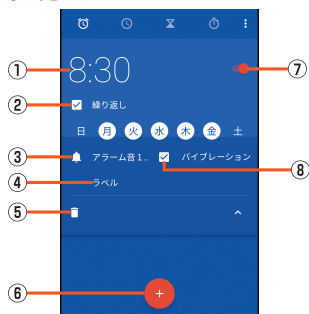 ① 8:30 ⑦
② 繰り返し
日 月 火 水 木 金 土
③ アラーム音1.. バイブレーション
⑧
④ ラベル
⑤
⑥ +